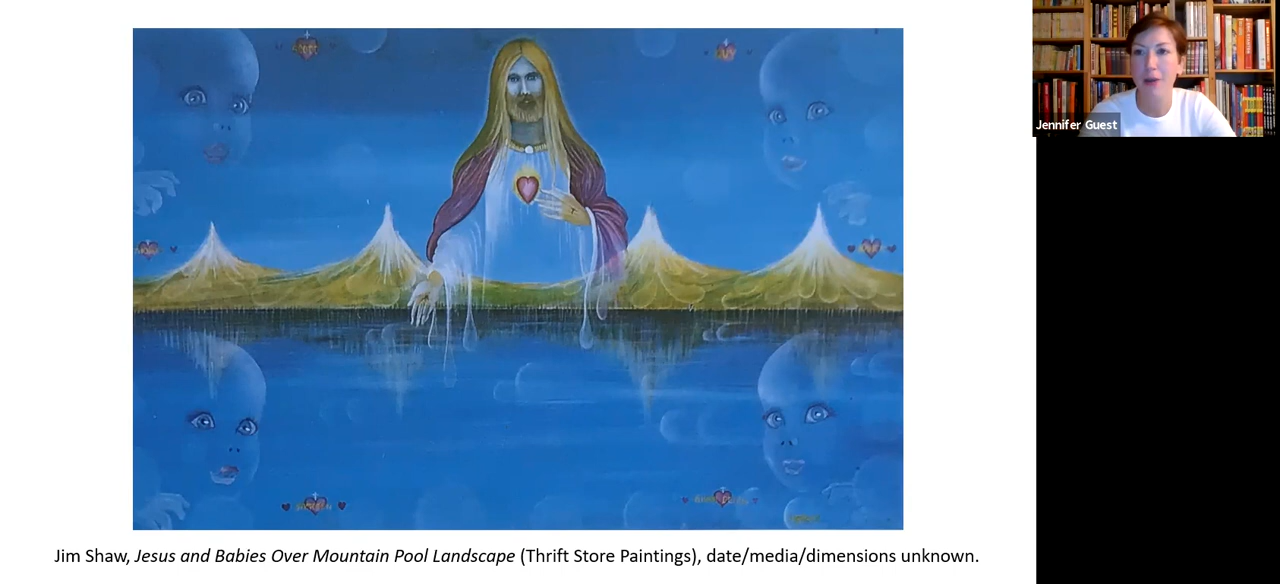 Jennifer Guest
Jim Shaw, Jesus and Babies Over Mountain Pool Landscape (Thrift Store Paintings), date/media/dimensions unknown.